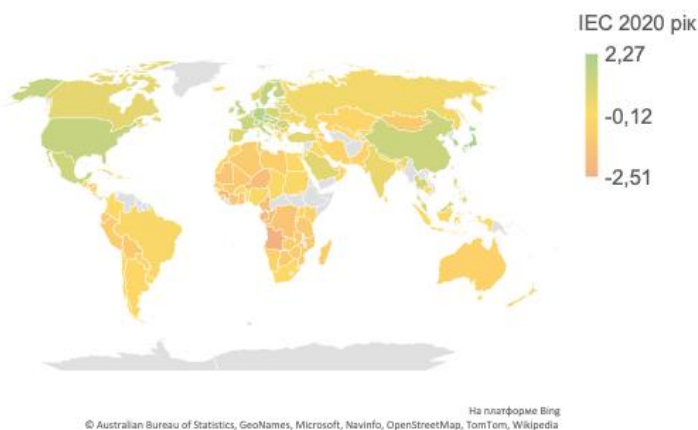 ІЕС 2020 рік
2,27
-0,12
-2,51
На платформе Bing
© Australian Bureau of Statistics, GeoNames, Microsoft, Navinfo, OpenStreetMap, TomTom, Wikipedia